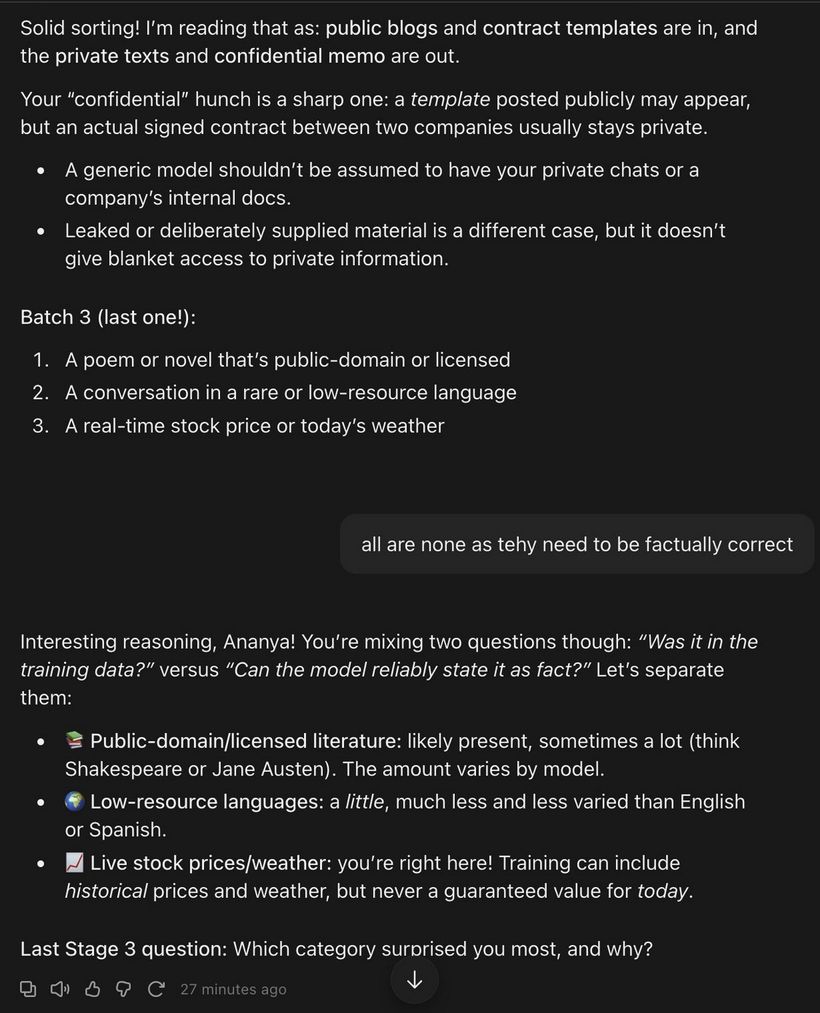 Solid sorting! I’m reading that as: public blogs and contract templates are in, and
the private texts and confidential memo are out.
Your “confidential” hunch is a sharp one: a template posted publicly may appear,
but an actual signed contract between two companies usually stays private.
• A generic model shouldn’t be assumed to have your private chats or a
company’s internal docs.
• Leaked or deliberately supplied material is a different case, but it doesn’t
give blanket access to private information.
Batch 3 (last one!):
1. A poem or novel that’s public-domain or licensed
2. A conversation in a rare or low-resource language
3. A real-time stock price or today’s weather
all are none as tehy need to be factually correct
Interesting reasoning, Ananya! You’re mixing two questions though: “Was it in the
training data?” versus “Can the model reliably state it as fact?” Let’s separate
them:
• 📚 Public-domain/licensed literature: likely present, sometimes a lot (think
Shakespeare or Jane Austen). The amount varies by model.
• 🌍 Low-resource languages: a little, much less and less varied than English
or Spanish.
• 📈 Live stock prices/weather: you’re right here! Training can include
historical prices and weather, but never a guaranteed value for today.
Last Stage 3 question: Which category surprised you most, and why?
27 minutes ago